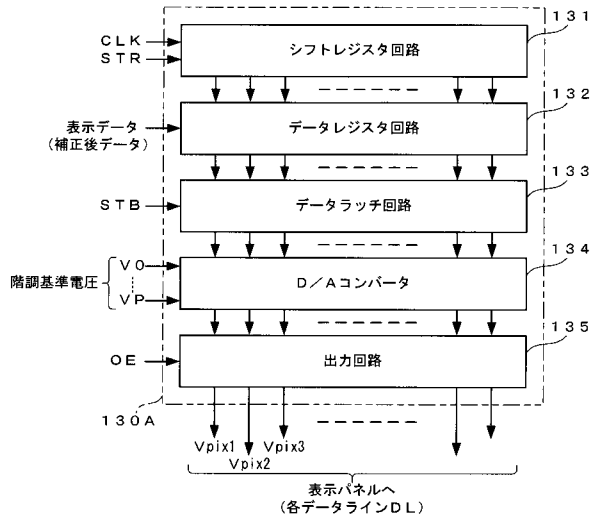 131
CLK
STR
シフトレジスタ回路
132
表示データ
(補正後データ)
データレジスタ回路
133
STB
データラッチ回路
134
階調基準電圧
V0
VP
D/Aコンバータ
135
OE
出力回路
130A
Vpix1
Vpix2
Vpix3
表示パネルへ
(各データラインDL)